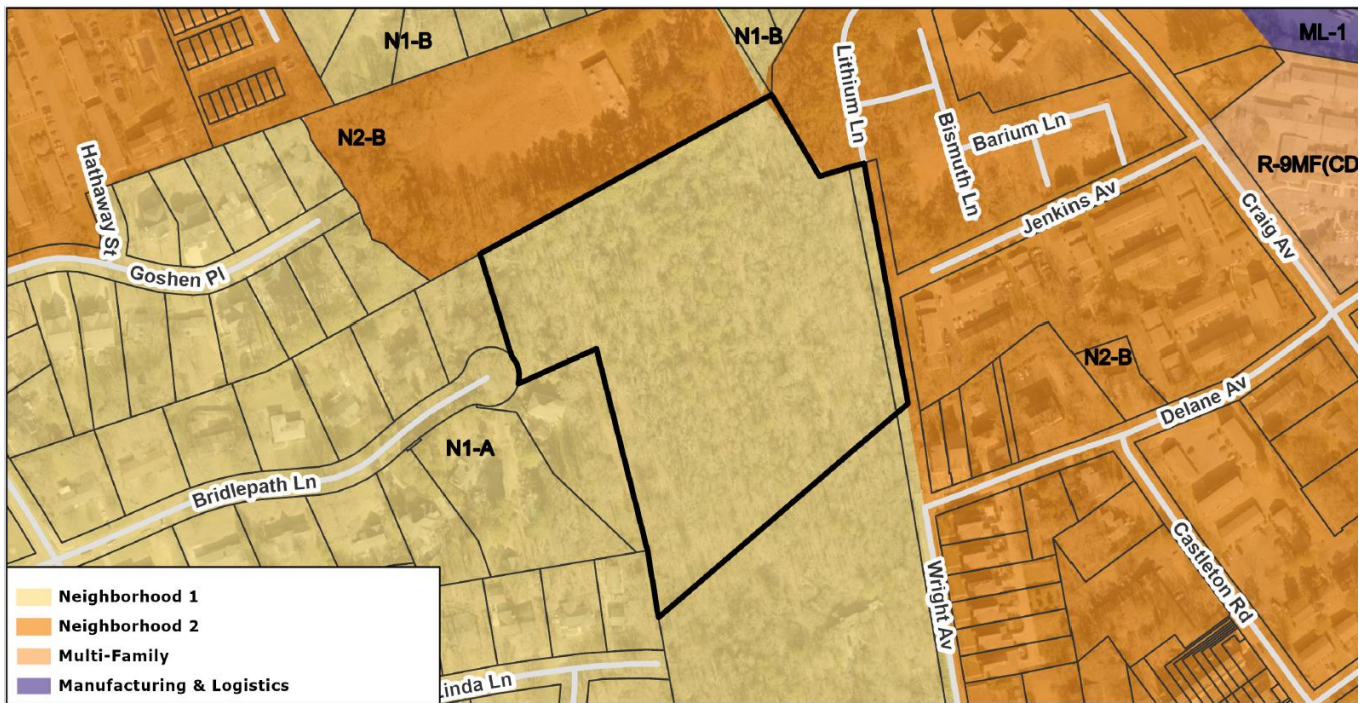 N1-B
N1-B
ML-1
Hathaway St
N2-B
Lithium Ln
Bismuth Ln
Barium Ln
R-9MF(CD
Goshen Pl
Jenkins Av
Craig Av
N2-B
Delane Av
N1-A
Bridlepath Ln
Castleton Rd
Wright Av
Linda Ln
Neighborhood 1
Neighborhood 2
Multi-Family
Manufacturing & Logistics